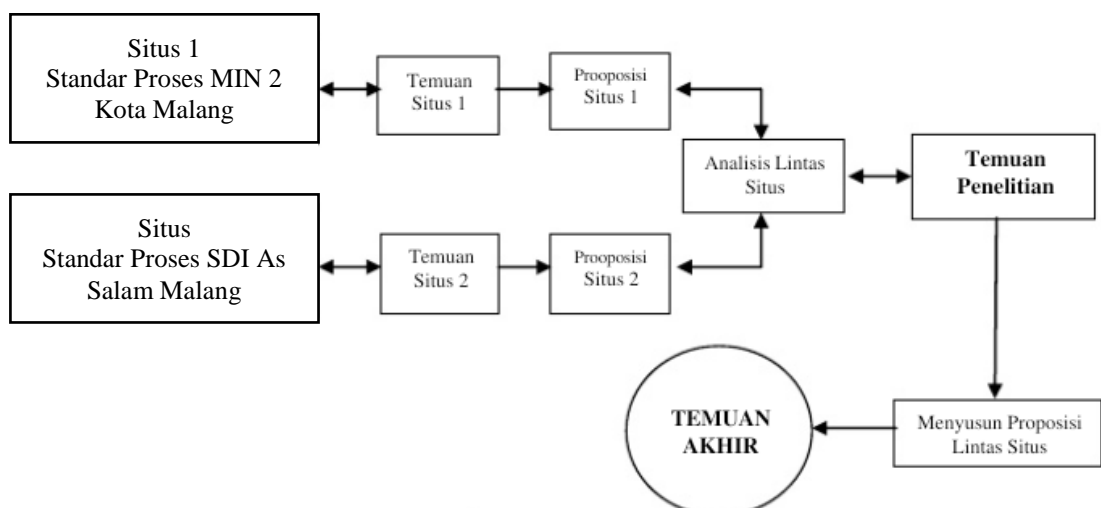 Situs 1
Standar Proses MIN 2
Kota Malang
Temuan
Situs 1
Prooposisi
Situs 1
Analisis Lintas
Situs
Temuan
Penelitian
Situs
Standar Proses SDI As
Salam Malang
Temuan
Situs 2
Prooposisi
Situs 2
Menyusun Proposisi
Lintas Situs
TEMUAN
AKHIR